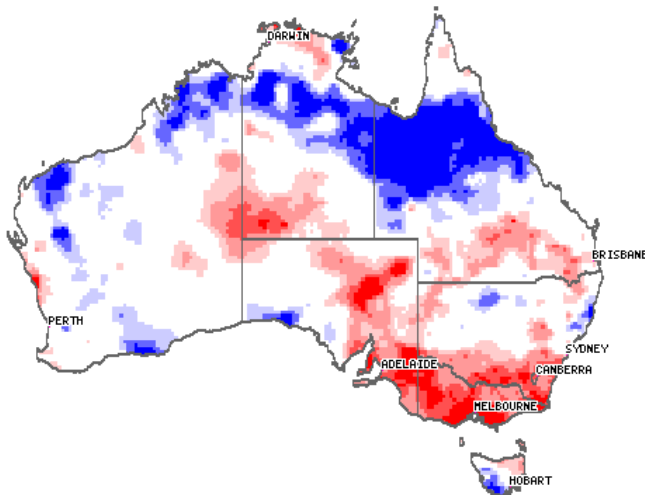 DARWIN
BRISBANE
PERTH
SYDNEY
ADELAIDE
CANBERRA
MELBOURNE
HOBART